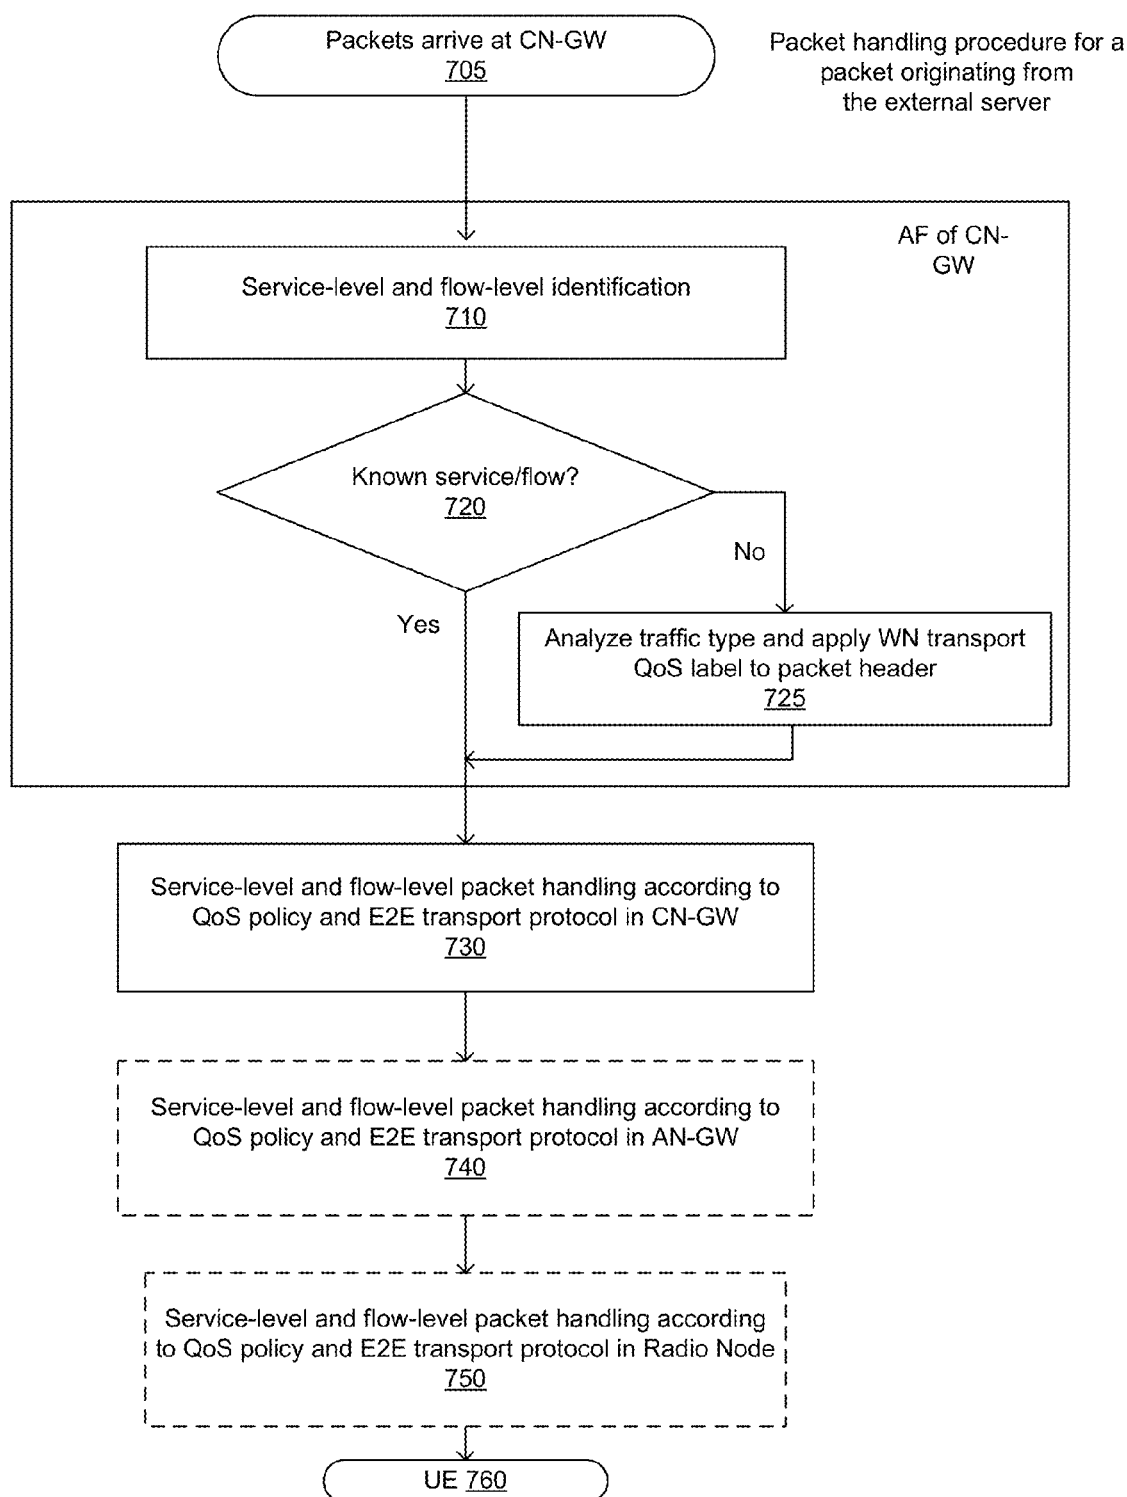 Packets arrive at CN-GW
705
Packet handling procedure for a
packet originating from
the external server
AF of CN-
GW
Service-level and flow-level identification
710
Known service/flow?
720
No
Yes
Analyze traffic type and apply WN transport
QoS label to packet header
725
Service-level and flow-level packet handling according to
QoS policy and E2E transport protocol in CN-GW
730
Service-level and flow-level packet handling according to
QoS policy and E2E transport protocol in AN-GW
740
Service-level and flow-level packet handling according
to QoS policy and E2E transport protocol in Radio Node
750
UE 760